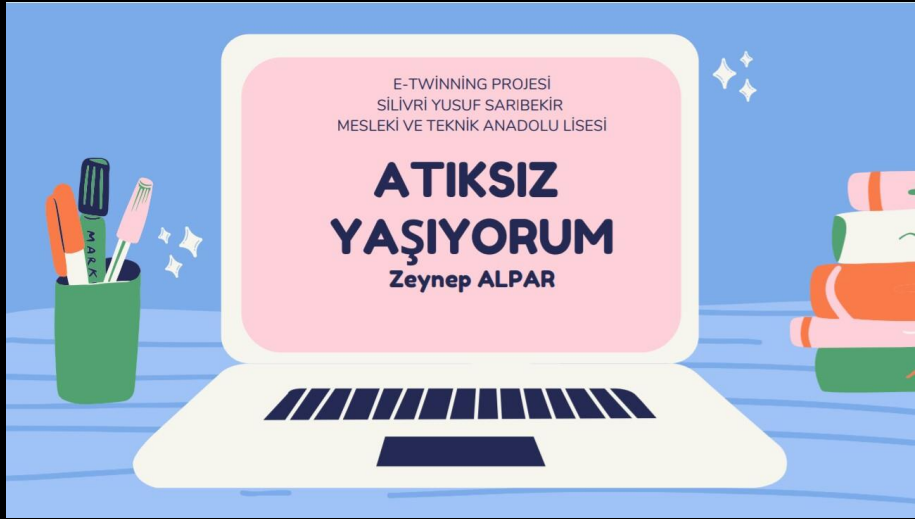 E-TWİNNİNG PROJESİ
SİLİVRİ YUSUF SARIBEKİR
MESLEKİ VE TEKNİK ANADOLU LİSESİ
ATIKSIZ
YAŞIYORUM
Zeynep ALPAR
MARK